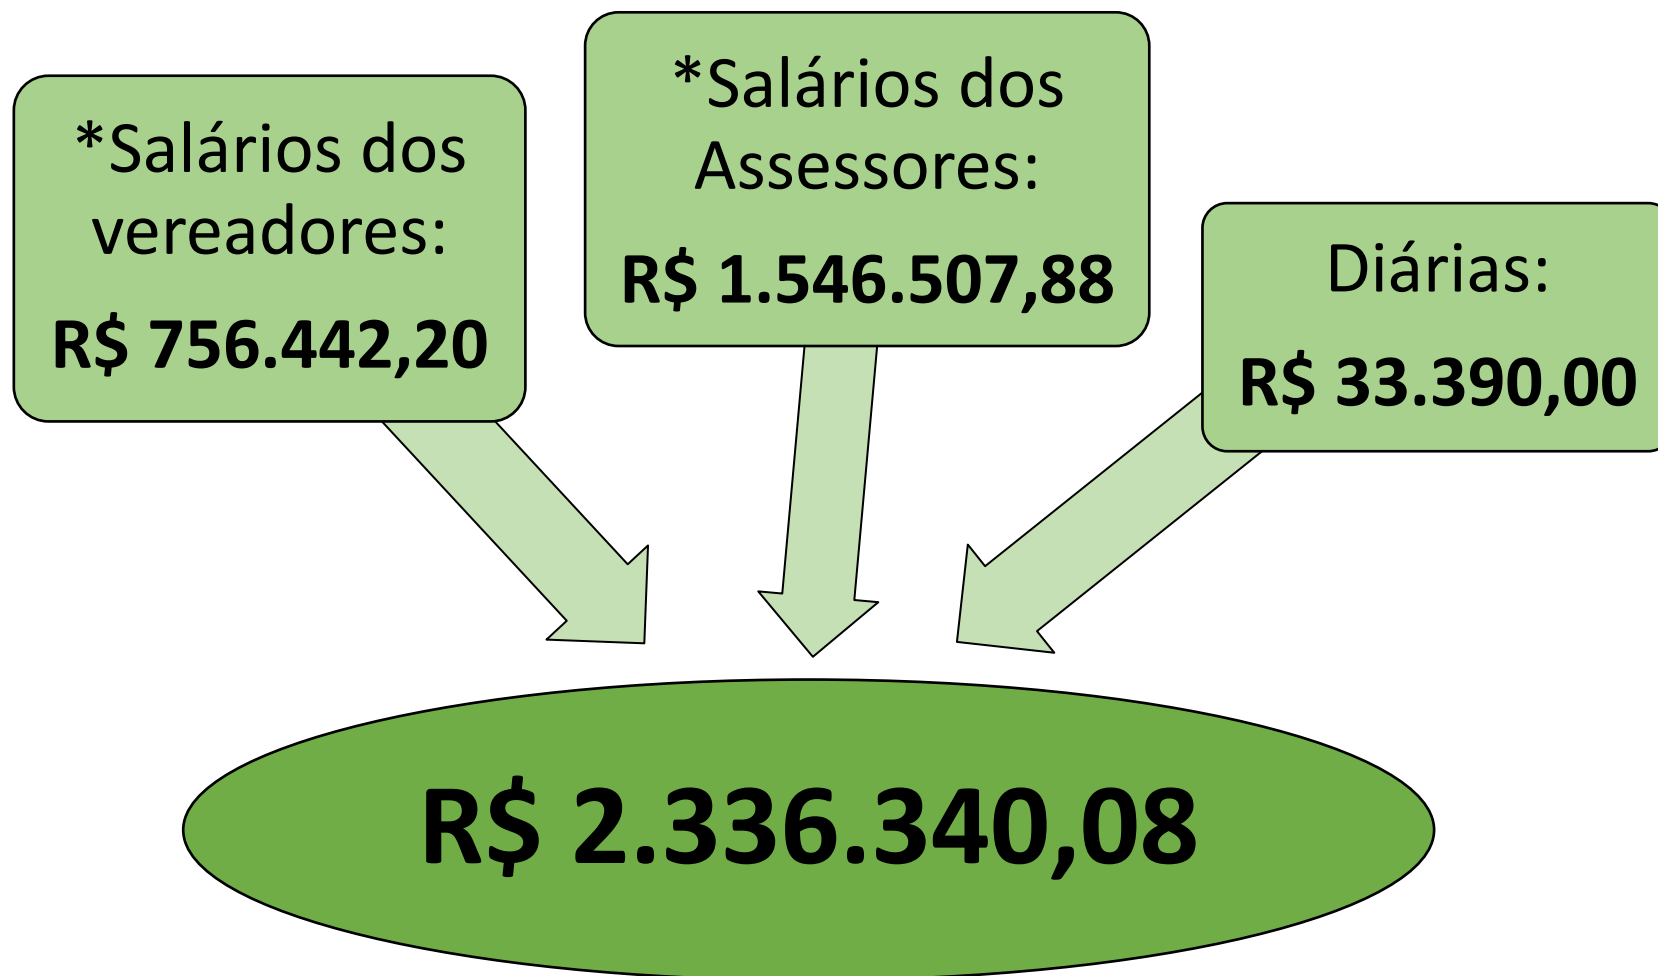 *Salários dos
vereadores:
R$ 756.442,20
*Salários dos
Assessores:
R$ 1.546.507,88
Diárias:
R$ 33.390,00
R$ 2.336.340,08